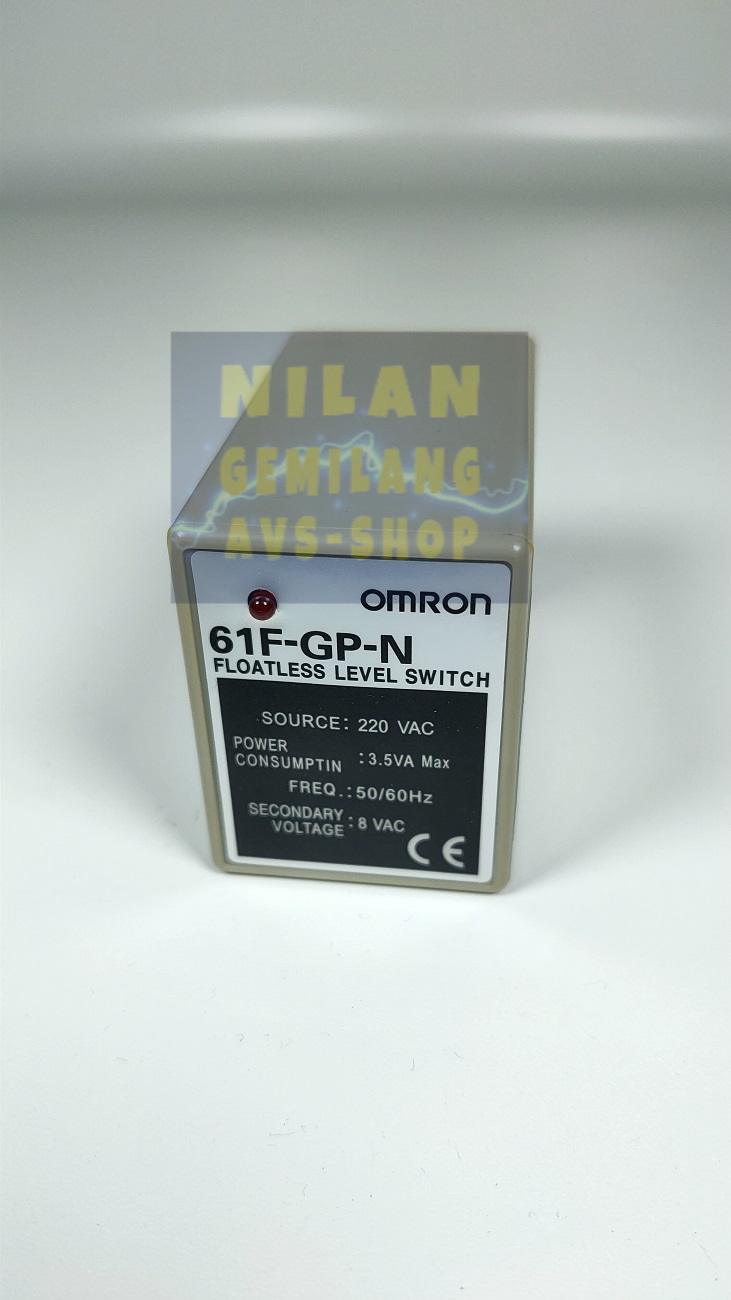 NILAN
GEMILANG
AVS-SHOP
OMRON
61F-GP-N
FLOATLESS LEVEL SWITCH
SOURCE: 220 VAC
POWER
CONSUMPTIN : 3.5VA Max
FREQ.: 50/60Hz
SECONDARY
VOLTAGE : 8 VAC
CE